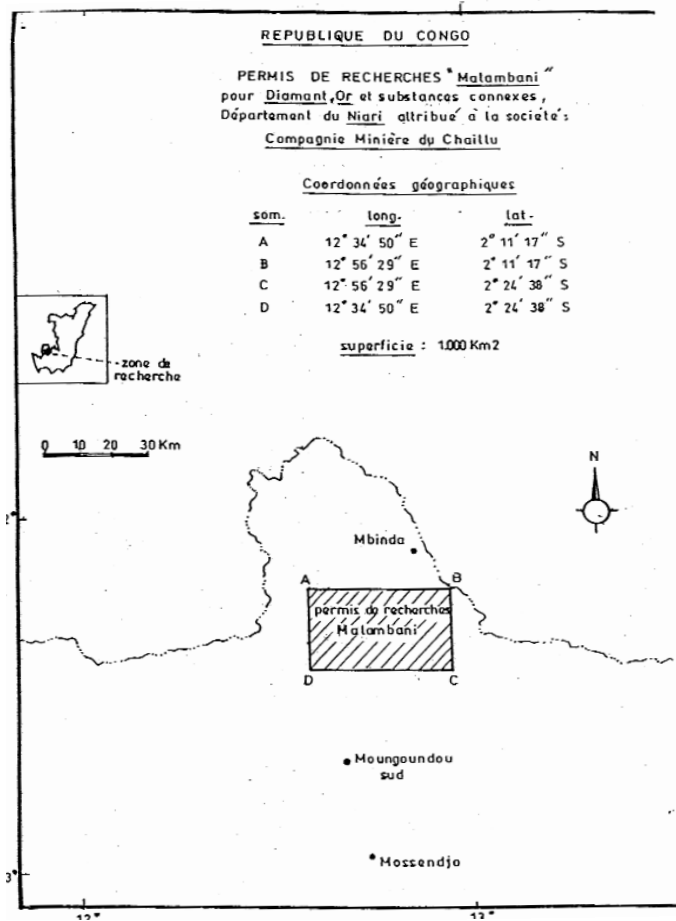 REPUBLIQUE DU CONGO
PERMIS DE RECHERCHES "Malambani"
pour Diamant, Or et substances connexes,
Département du Niari attribué à la société:
Compagnie Minière du Chaillu
Coordonnées géographiques
som. long. lat.
A 12° 34' 50" E 2° 11' 17" S
B 12° 56' 29" E 2° 11' 17" S
C 12° 56' 29" E 2° 24' 38" S
D 12° 34' 50" E 2° 24' 38" S
superficie : 1.000 Km2
zone de
recherche
0 10 20 30 Km
N
2°
Mbinda
A B
permis de recherches
Malambani
D C
Moungoundou
sud
Mossendjo
3°
12° 13°